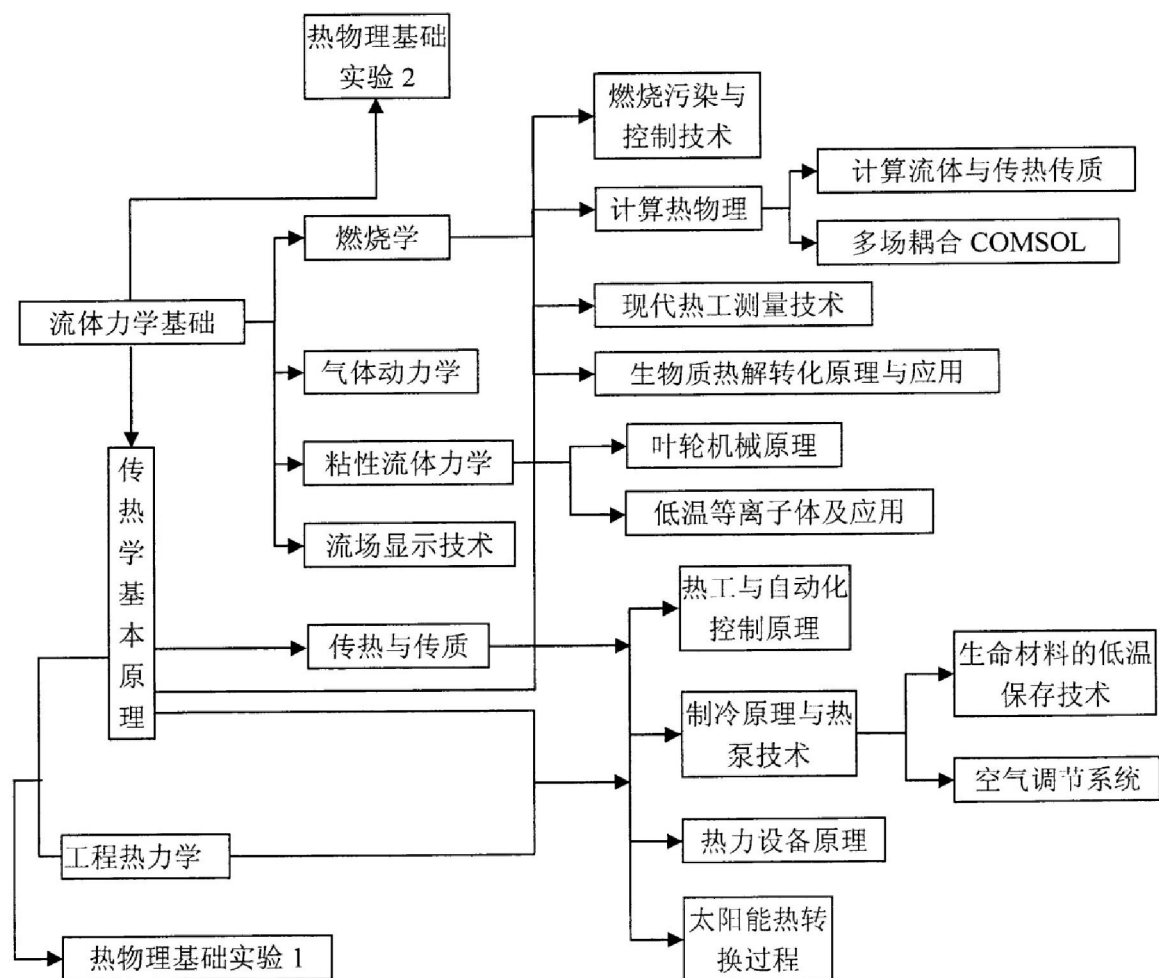 热物理基础
实验 2
燃烧污染与
控制技术
计算流体与传热传质
计算热物理
燃烧学
多场耦合 COMSOL
现代热工测量技术
流体力学基础
气体动力学
生物质热解转化原理与应用
叶轮机械原理
粘性流体力学
低温等离子体及应用
流场显示技术
传
热
学
基
本
原
理
热工与自动化
控制原理
传热与传质
生命材料的低温
保存技术
制冷原理与热
泵技术
空气调节系统
工程热力学
热力设备原理
太阳能热转
换过程
热物理基础实验 1